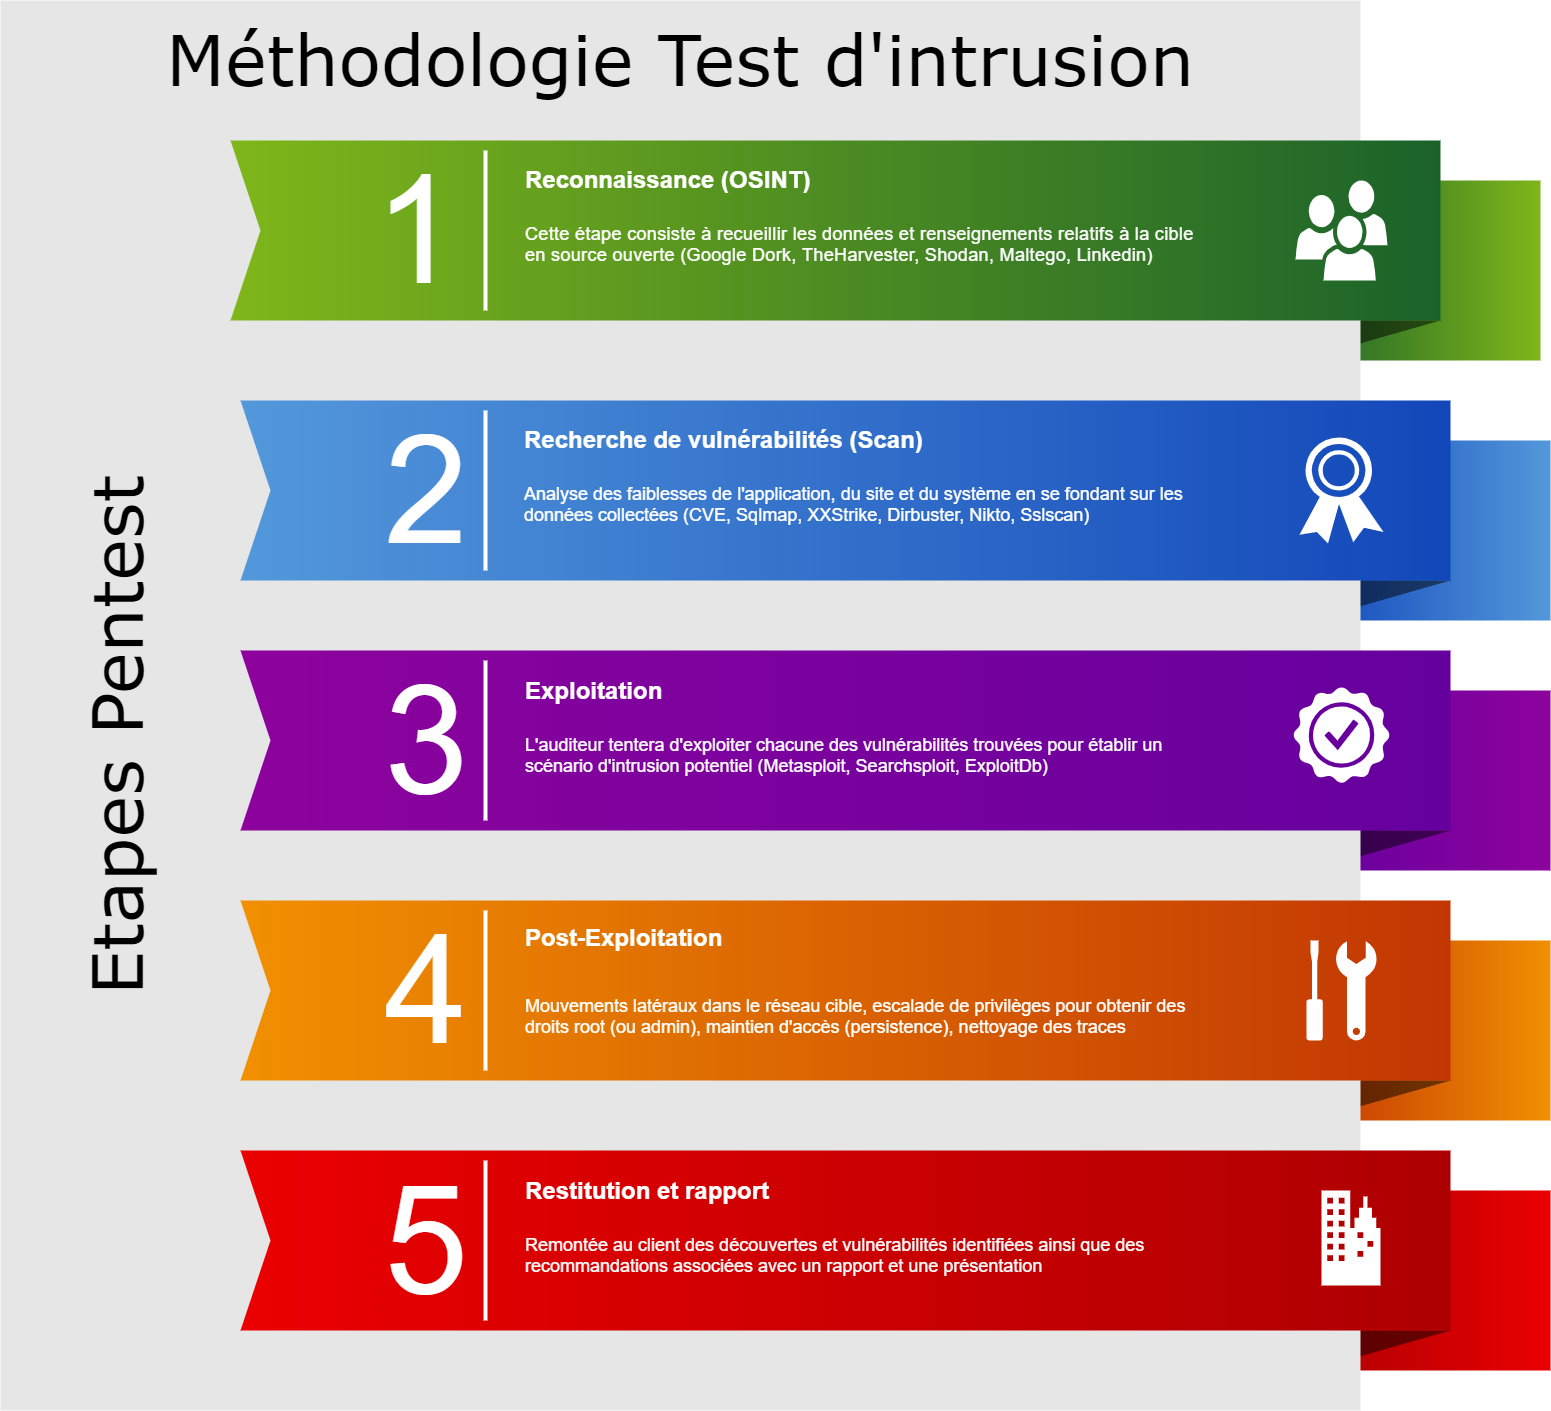 Méthodologie Test d'intrusion
Etapes Pentest
1
Reconnaissance (OSINT)
Cette étape consiste à recueillir les données et renseignements relatifs à la cible
en source ouverte (Google Dork, TheHarvester, Shodan, Maltego, Linkedin)
2
Recherche de vulnérabilités (Scan)
Analyse des faiblesses de l'application, du site et du système en se fondant sur les
données collectées (CVE, Sqlmap, XXStrike, Dirbuster, Nikto, Sslscan)
3
Exploitation
L'auditeur tentera d'exploiter chacune des vulnérabilités trouvées pour établir un
scénario d'intrusion potentiel (Metasploit, Searchsploit, ExploitDb)
4
Post-Exploitation
Mouvements latéraux dans le réseau cible, escalade de privilèges pour obtenir des
droits root (ou admin), maintien d'accès (persistence), nettoyage des traces
5
Restitution et rapport
Remontée au client des découvertes et vulnérabilités identifiées ainsi que des
recommandations associées avec un rapport et une présentation